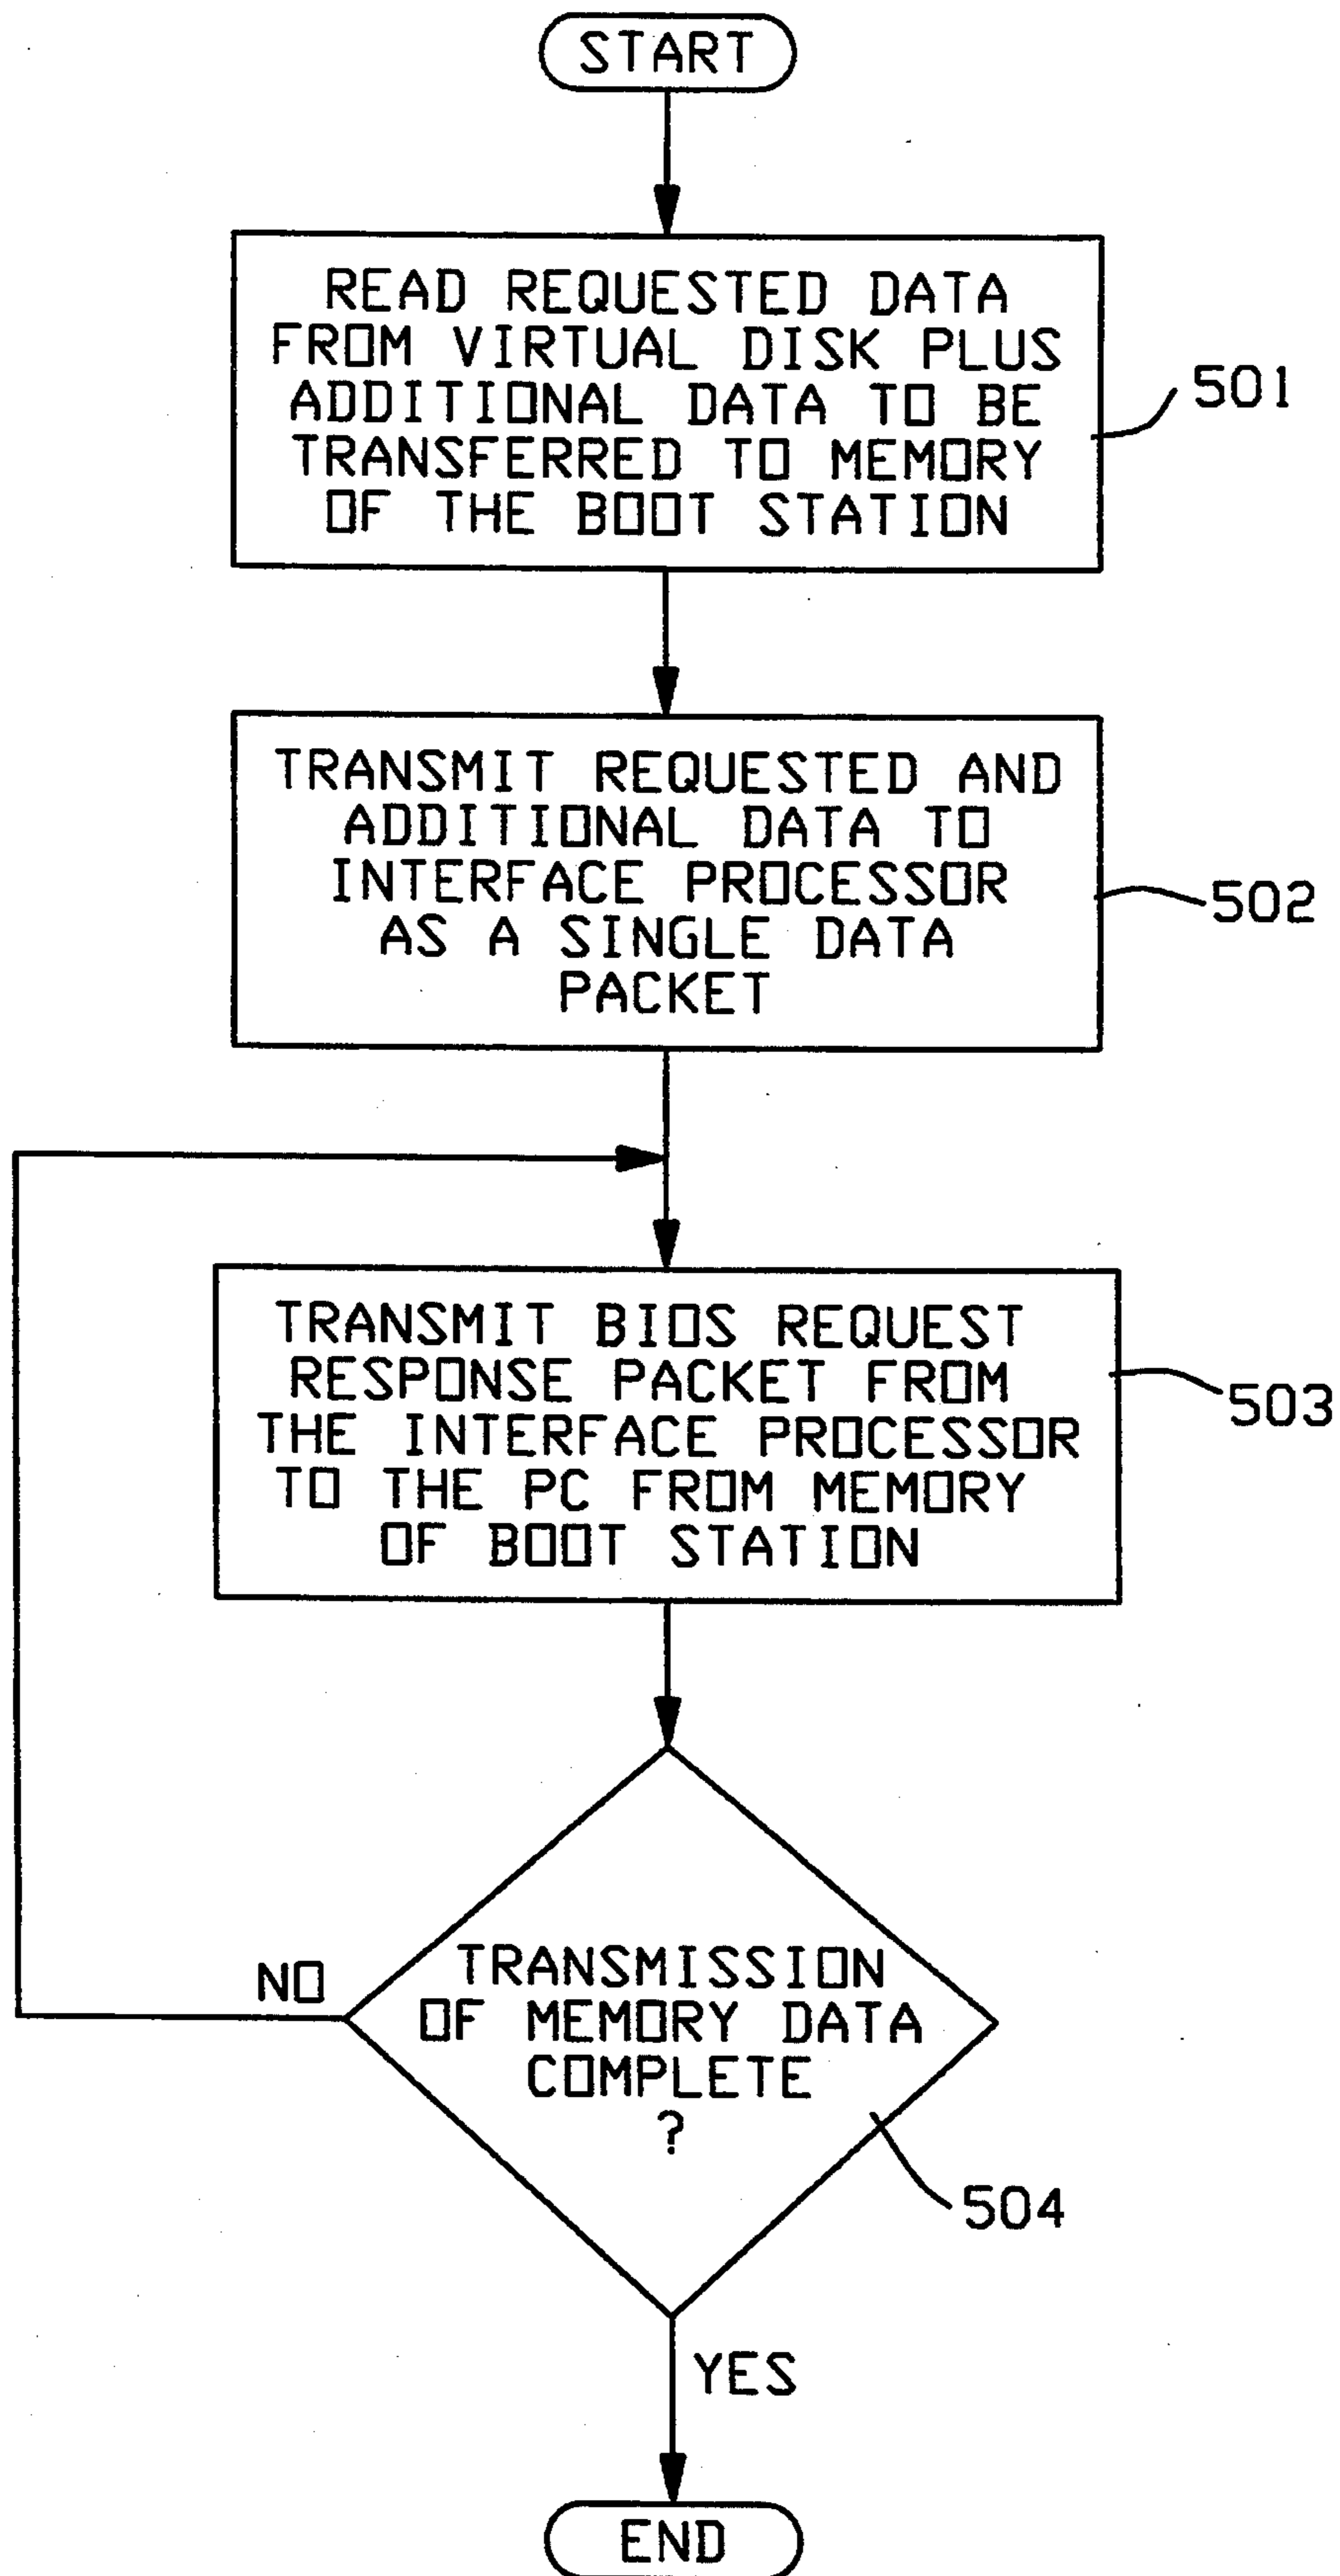 START
READ REQUESTED DATA
FROM VIRTUAL DISK PLUS
ADDITIONAL DATA TO BE
TRANSFERRED TO MEMORY
OF THE BOOT STATION
501
TRANSMIT REQUESTED AND
ADDITIONAL DATA TO
INTERFACE PROCESSOR
AS A SINGLE DATA
PACKET
502
TRANSMIT BIOS REQUEST
RESPONSE PACKET FROM
THE INTERFACE PROCESSOR
TO THE PC FROM MEMORY
OF BOOT STATION
503
NO
TRANSMISSION
OF MEMORY DATA
COMPLETE
?
504
YES
END